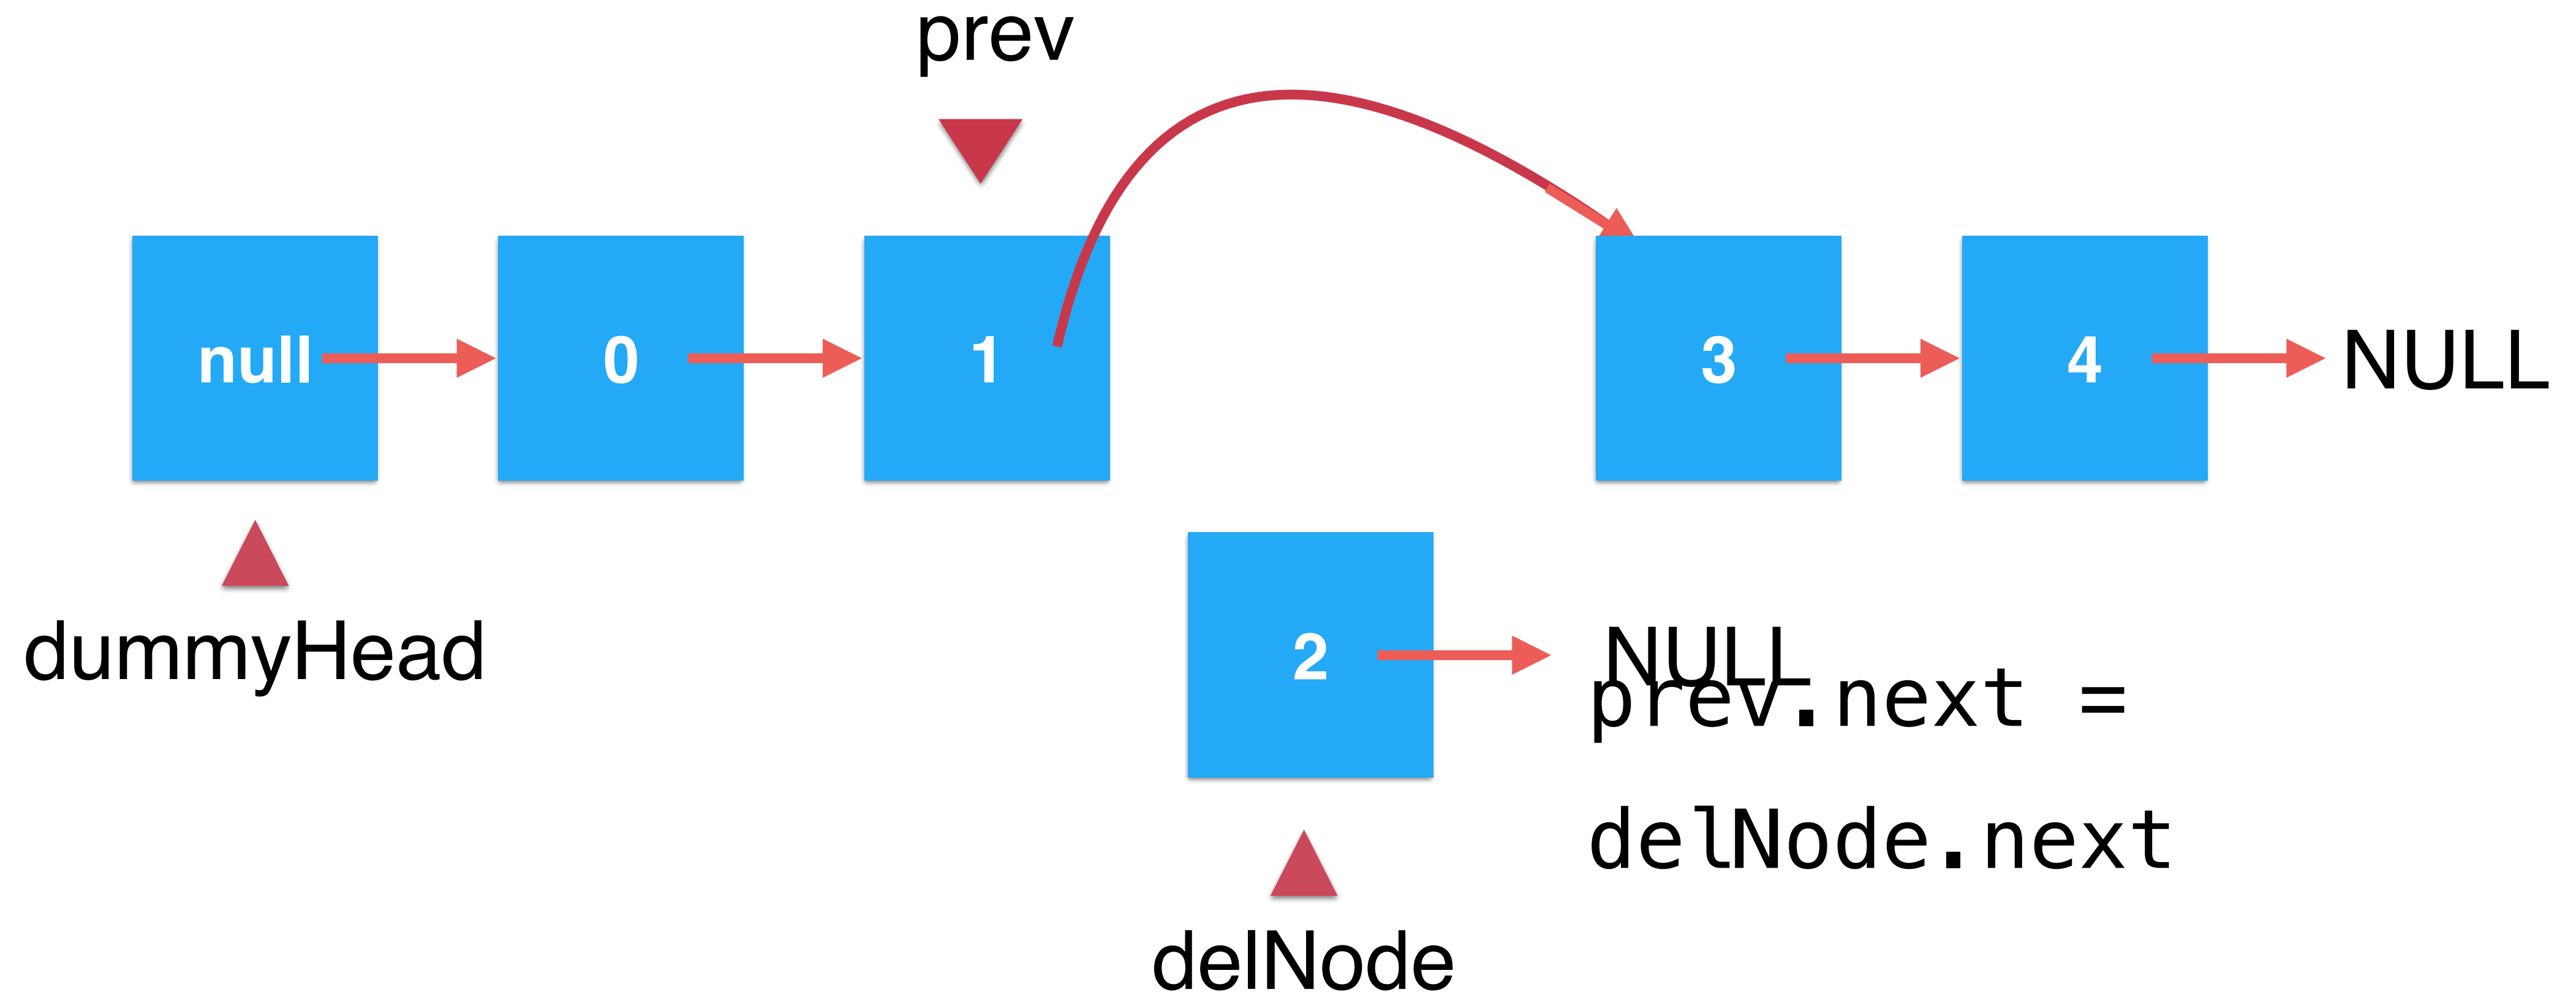 prev
null
0
1
3
4
NULL
dummyHead
2
NULL
prev.next =
delNode.next
delNode